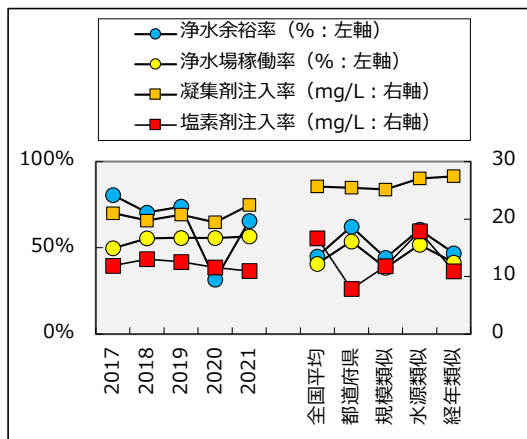 浄水余裕率（%：左軸）
浄水場稼働率（%：左軸）
凝集剤注入率（mg/L：右軸）
塩素剤注入率（mg/L：右軸）
100%
50%
0%
30
20
10
0
2017
2018
2019
2020
2021
全国平均
都道府県
規模類似
水源類似
経年類似